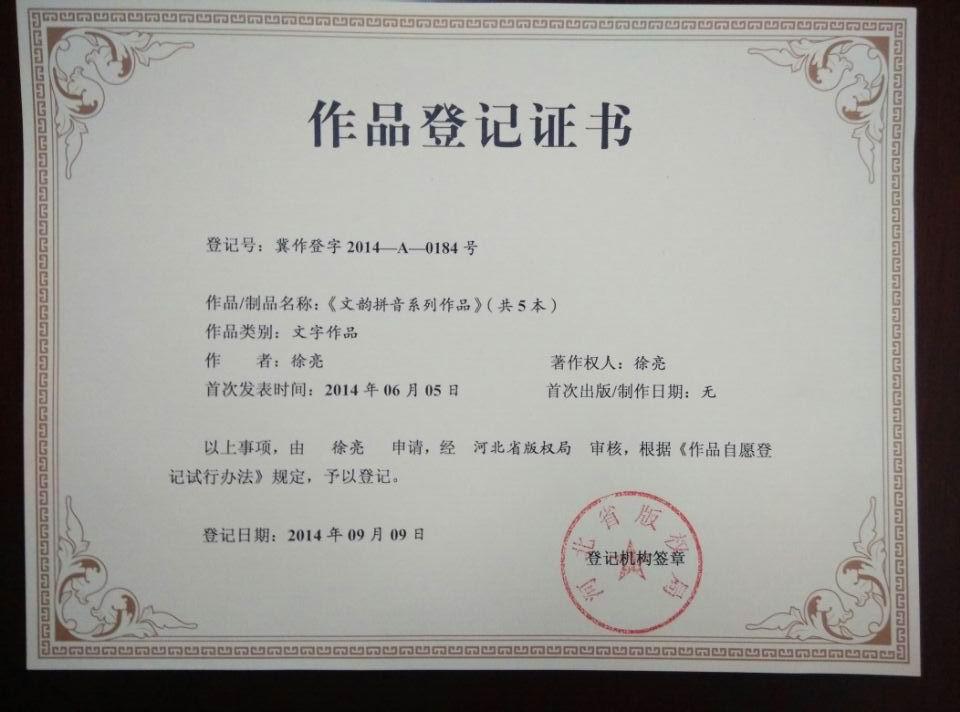 作品登记证书
登记号：冀作登字 2014—A—0184 号
作品/制品名称：《文韵拼音系列作品》（共 5 本）
作品类别：文字作品
作 者：徐亮 著作权人：徐亮
首次发表时间：2014 年 06 月 05 日 首次出版/制作日期：无
以上事项，由 徐亮 申请，经 河北省版权局 审核，根据《作品自愿登
记试行办法》规定，予以登记。
登记日期：2014 年 09 月 09 日
登记机构签章
河北省版权局